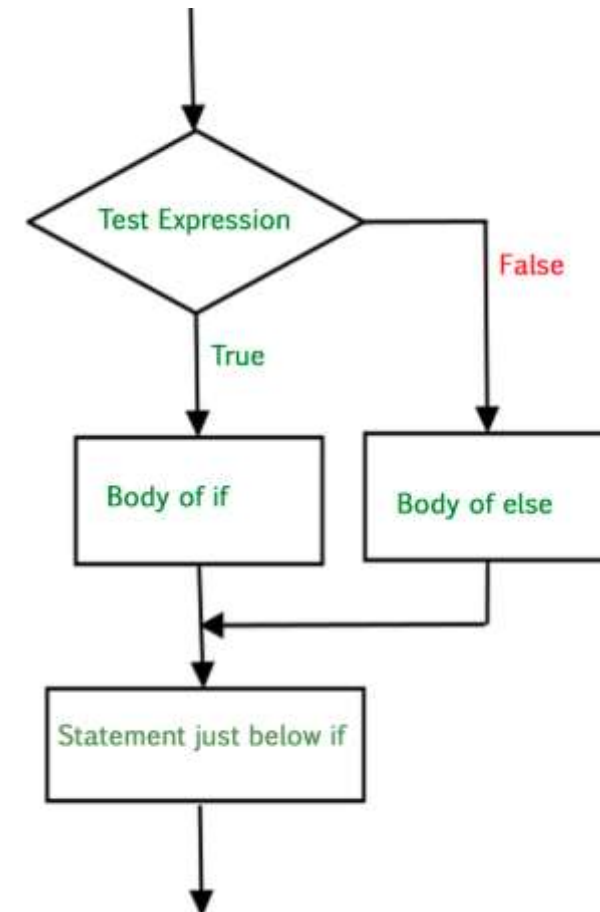 Test Expression
False
True
Body of if
Body of else
Statement just below if